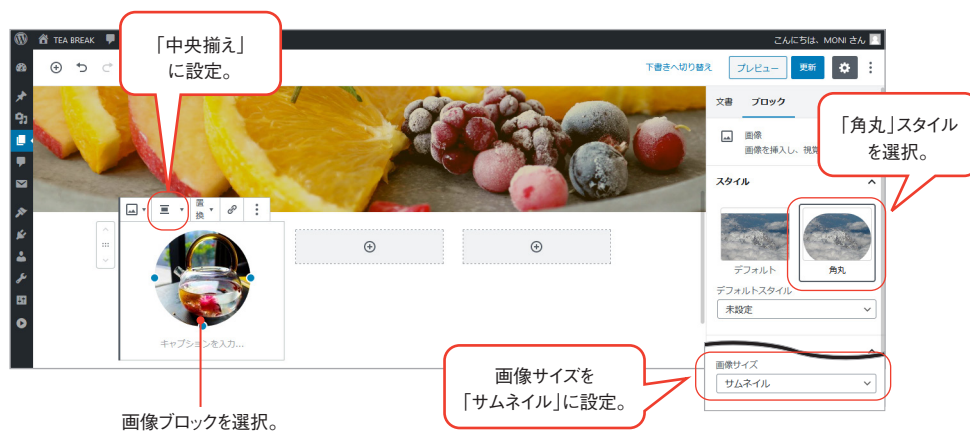 「中央揃え」
に設定。
TEA BREAK
こんにちは、MONI さん
下書きへ切り替え
プレビュー
更新
文書
ブロック
画像
画像を挿入し、視覚
「角丸」スタイル
を選択。
スタイル
置換
デフォルト
角丸
デフォルトスタイル
未設定
キャプションを入力...
画像サイズ
サムネイル
画像サイズを
「サムネイル」に設定。
画像ブロックを選択。